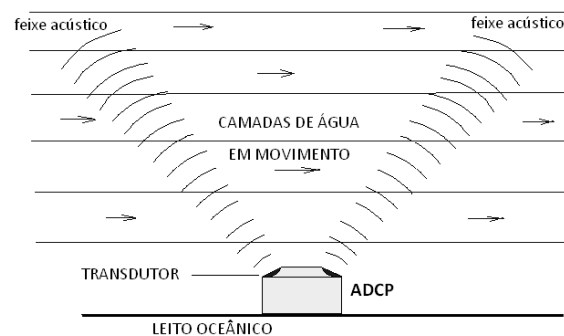 feixe acústico
feixe acústico
CAMADAS DE ÁGUA
EM MOVIMENTO
TRANSDUTOR
ADCP
LEITO OCEÂNICO